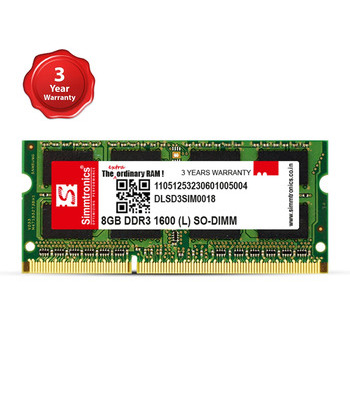 3
Year
Warranty
Extra
The ordinary RAM !
3 YEARS WARRANTY
11051253230601005004
DLSD3SIM0018
8GB DDR3 1600 (L) SO-DIMM
Simmtronics
www.simmtronics.co.in